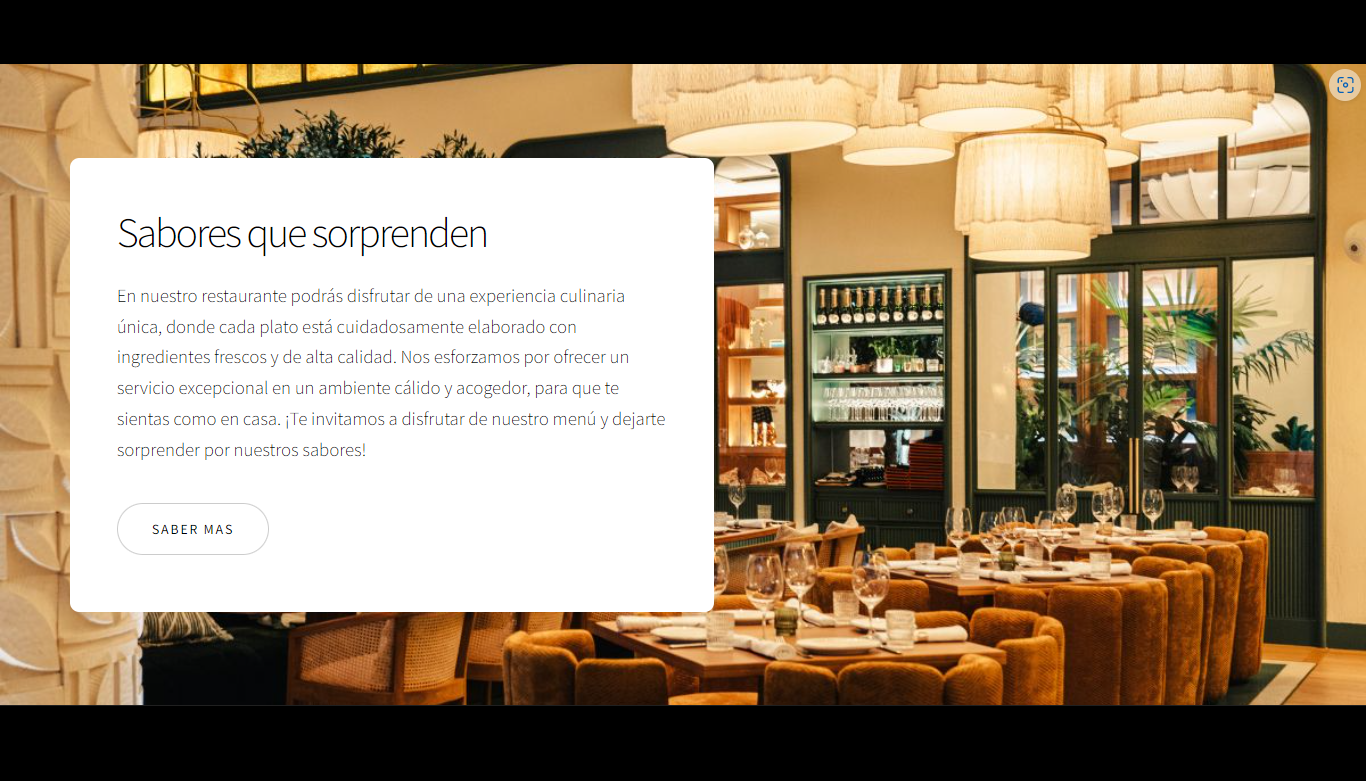 Sabores que sorprenden
En nuestro restaurante podrás disfrutar de una experiencia culinaria
única, donde cada plato está cuidadosamente elaborado con
ingredientes frescos y de alta calidad. Nos esforzamos por ofrecer un
servicio excepcional en un ambiente cálido y acogedor, para que te
sientas como en casa. ¡Te invitamos a disfrutar de nuestro menú y dejarte
sorprender por nuestros sabores!
SABER MAS